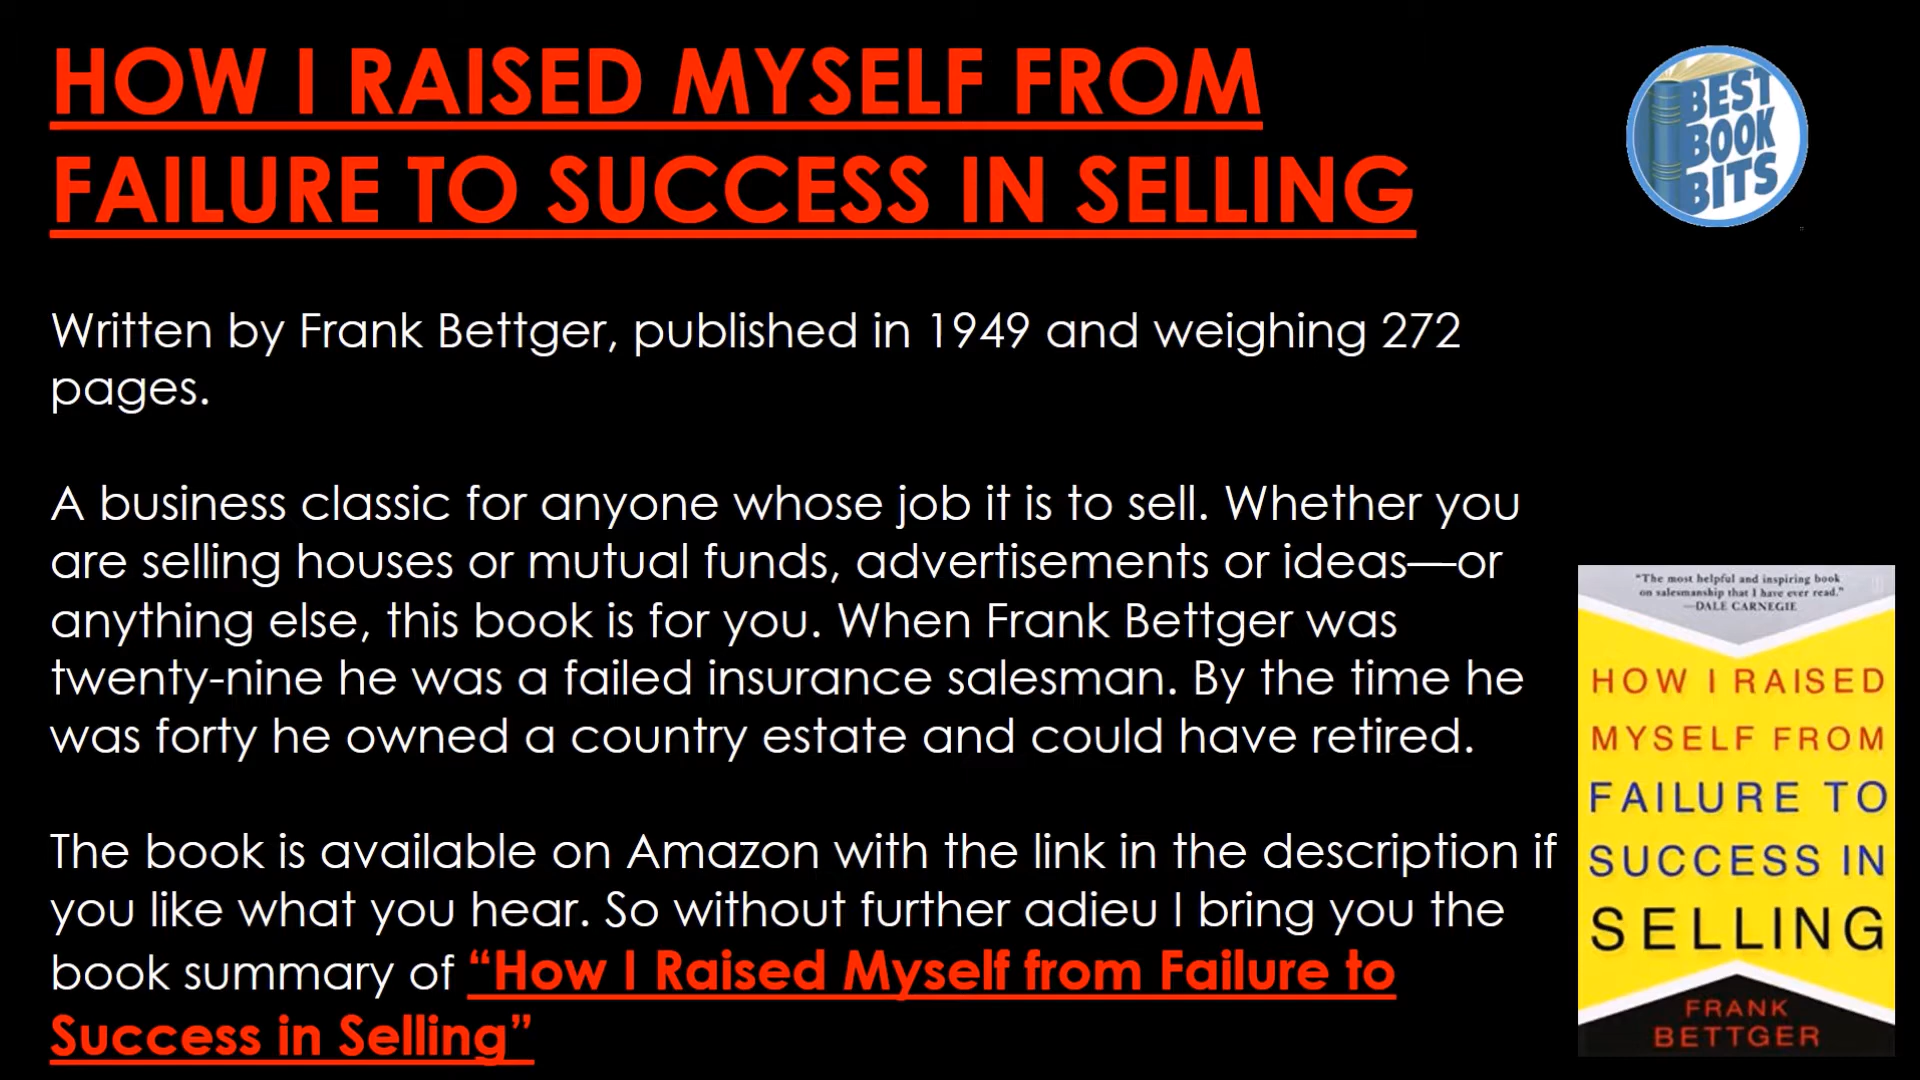 HOW I RAISED MYSELF FROM
FAILURE TO SUCCESS IN SELLING
BEST
BOOK
BITS
Written by Frank Bettger, published in 1949 and weighing 272
pages.
A business classic for anyone whose job it is to sell. Whether you
are selling houses or mutual funds, advertisements or ideas—or
anything else, this book is for you. When Frank Bettger was
twenty-nine he was a failed insurance salesman. By the time he
was forty he owned a country estate and could have retired.
The book is available on Amazon with the link in the description if
you like what you hear. So without further adieu I bring you the
book summary of “How I Raised Myself from Failure to
Success in Selling”
“The most helpful and inspiring book
on salesmanship that I have ever read.”
—DALE CARNEGIE
HOW I RAISED
MYSELF FROM
FAILURE TO
SUCCESS IN
SELLING
FRANK
BETTGER